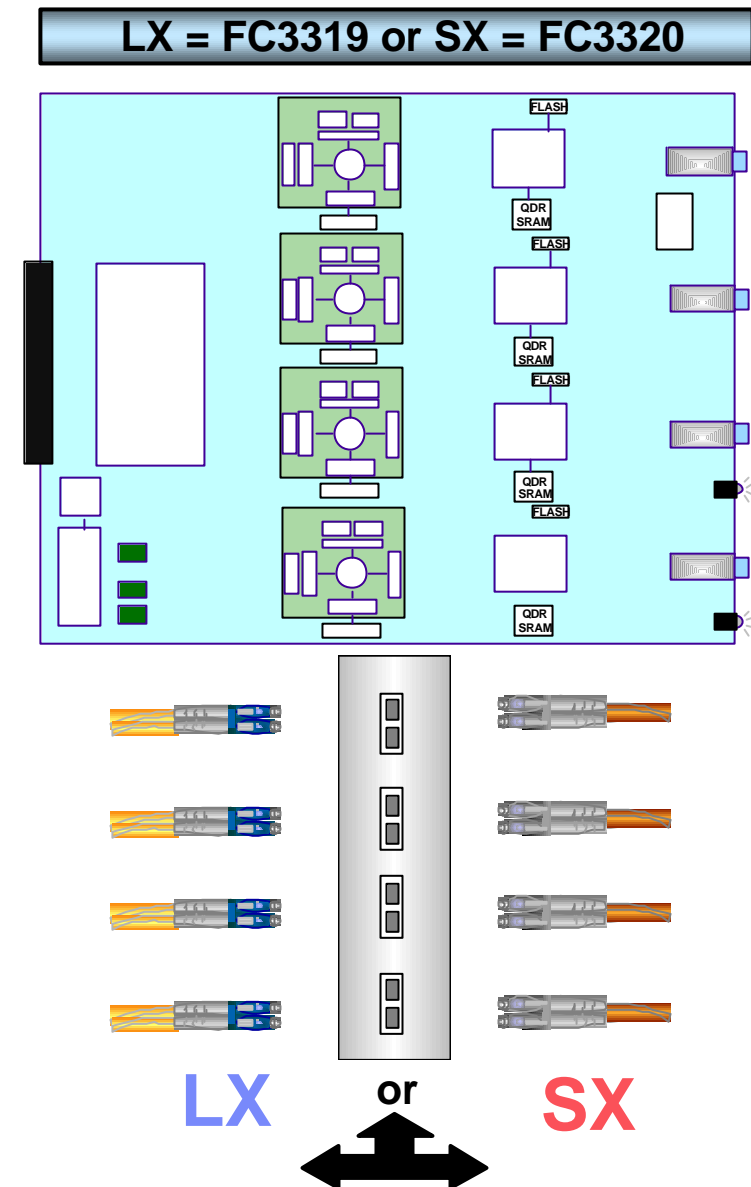 LX = FC3319 or SX = FC3320
FLASH
QDR
SRAM
FLASH
QDR
SRAM
FLASH
QDR
SRAM
FLASH
QDR
SRAM
LX
or
SX